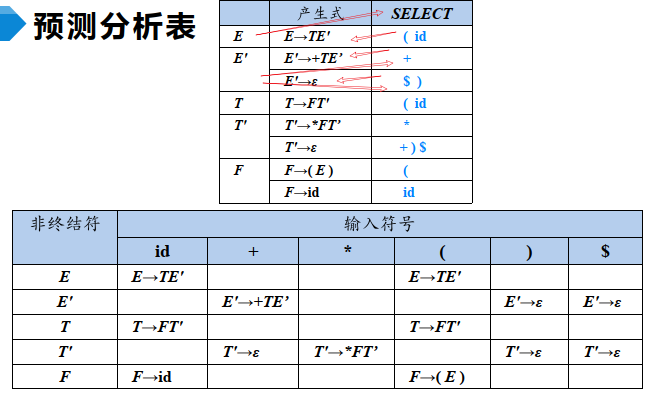 预测分析表
产生式 SELECT
E E→TE' ( id
E' E'→+TE’ +
E'→ε $ )
T T→FT' ( id
T' T'→*FT’ *
T'→ε + ) $
F F→( E ) (
F→id id
非终结符 输入符号
id + * ( ) $
E E→TE' E→TE'
E' E'→+TE’ E'→ε E'→ε
T T→FT' T→FT'
T' T'→ε T'→*FT’ T'→ε T'→ε
F F→id F→( E )